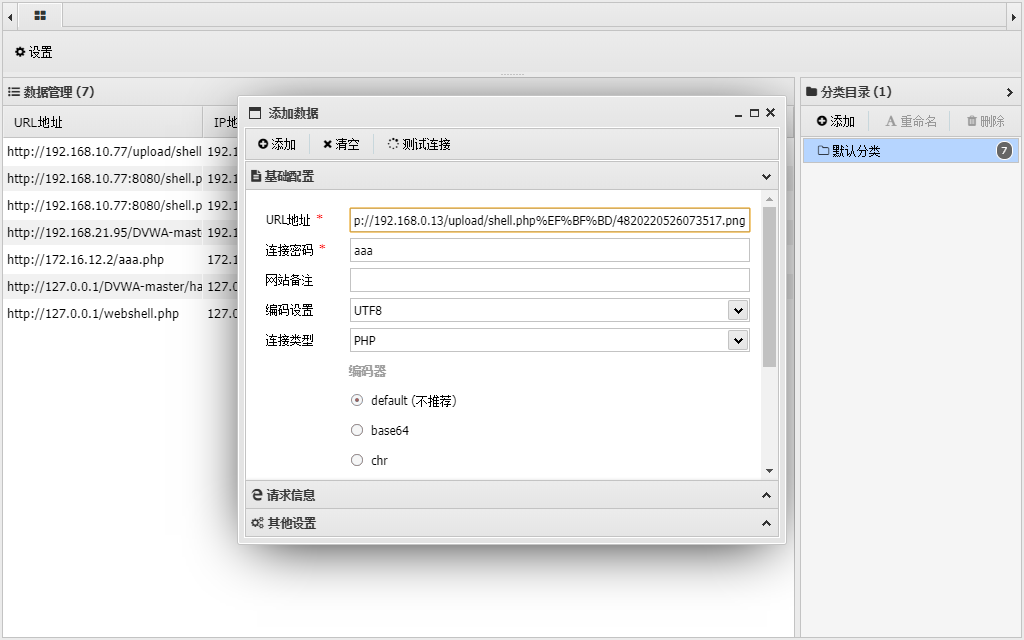 设置
数据管理 (7)
URL地址 IP地
http://192.168.10.77/upload/shell 192.1
http://192.168.10.77:8080/shell.p 192.1
http://192.168.10.77:8080/shell.p 192.1
http://192.168.21.95/DVWA-mast 192.1
http://172.16.12.2/aaa.php 172.1
http://127.0.0.1/DVWA-master/ha 127.0
http://127.0.0.1/webshell.php 127.0
添加数据
添加 清空 测试连接
基础配置
URL地址 * p://192.168.0.13/upload/shell.php%EF%BF%BD/4820220526073517.png
连接密码 * aaa
网站备注
编码设置 UTF8
连接类型 PHP
编码器
default (不推荐)
base64
chr
请求信息
其他设置
分类目录 (1)
添加 重命名 删除
默认分类 7